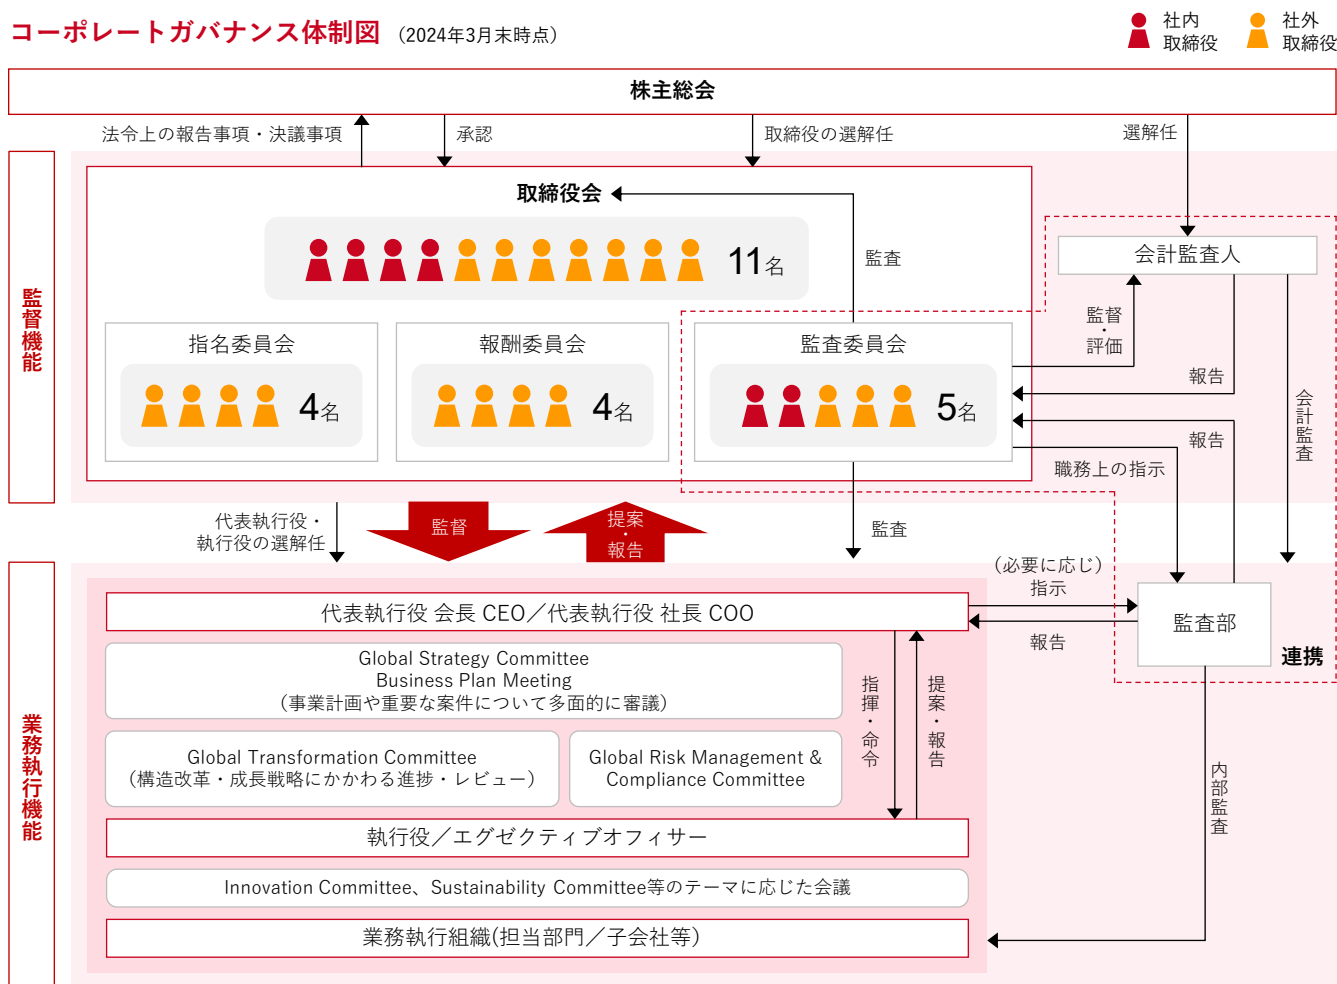 コーポレートガバナンス体制図 （2024年3月末時点）
社内
取締役
社外
取締役
株主総会
法令上の報告事項・決議事項
承認
取締役の選解任
選解任
監督機能
取締役会
11名
監査
会計監査人
指名委員会
4名
報酬委員会
4名
監査委員会
5名
監督
・
評価
報告
会計監査
報告
職務上の指示
代表執行役・
執行役の選解任
監督
提案
・
報告
監査
業務執行機能
（必要に応じ）
指示
代表執行役 会長 CEO／代表執行役 社長 COO
報告
監査部
連携
Global Strategy Committee
Business Plan Meeting
（事業計画や重要な案件について多面的に審議）
指揮・命令
提案・報告
Global Transformation Committee
（構造改革・成長戦略にかかわる進捗・レビュー）
Global Risk Management &
Compliance Committee
内部監査
執行役／エグゼクティブオフィサー
Innovation Committee、Sustainability Committee等のテーマに応じた会議
業務執行組織(担当部門／子会社等)